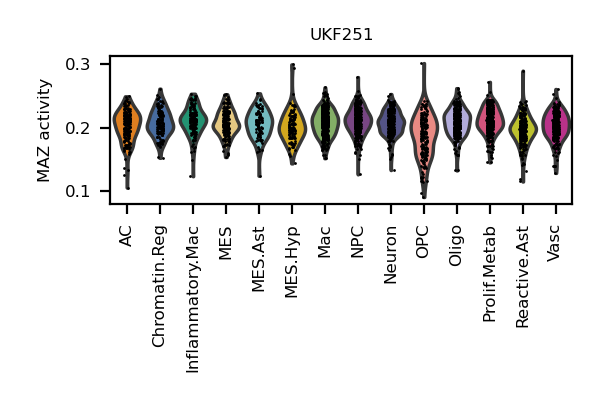 UKF251
MAZ activity
0.3
0.2
0.1
AC
Chromatin.Reg
Inflammatory.Mac
MES
MES.Ast
MES.Hyp
Mac
NPC
Neuron
OPC
Oligo
Prolif.Metab
Reactive.Ast
Vasc